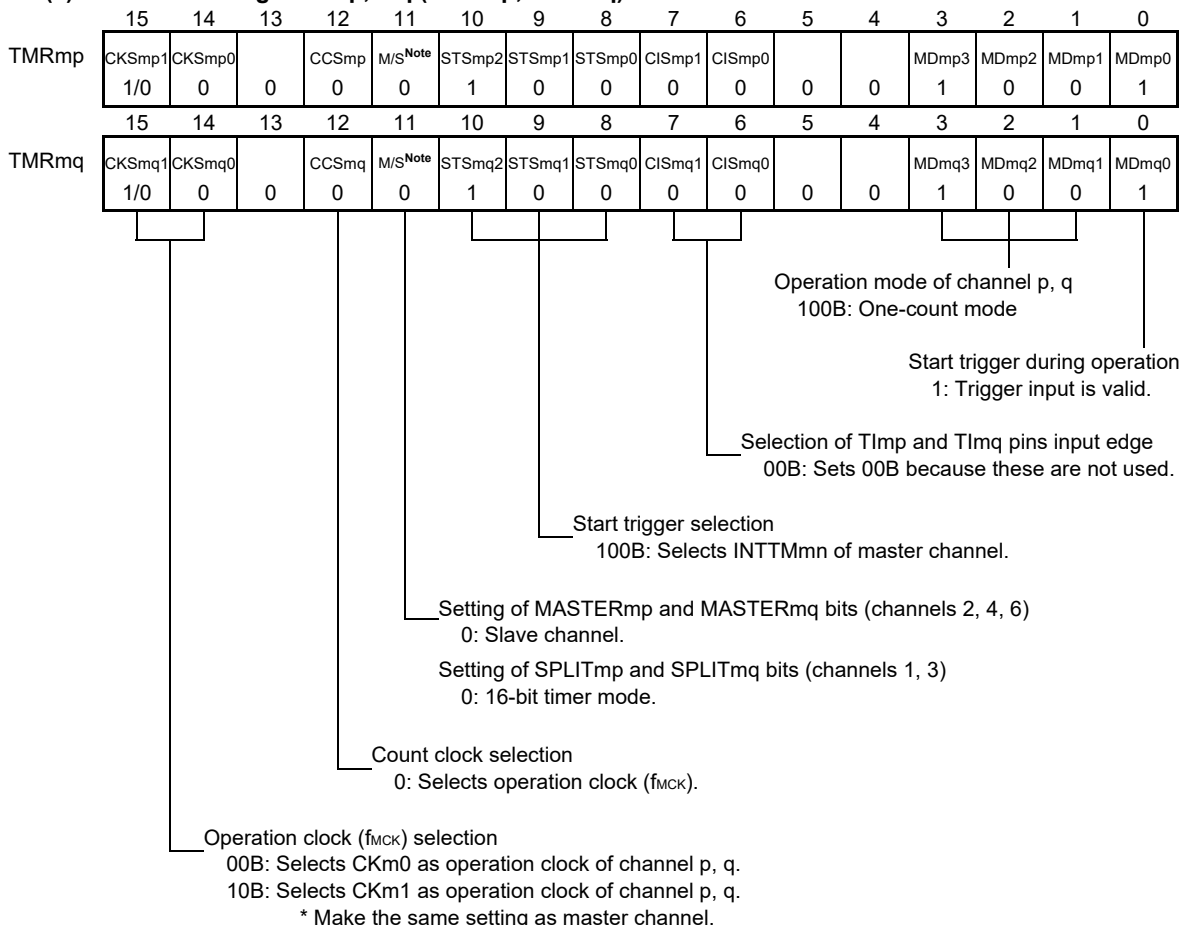 15 14 13 12 11 10 9 8 7 6 5 4 3 2 1 0
TMRmp CKSmp1 CKSmp0 CCSmp M/SNote STSmp2 STSmp1 STSmp0 CISmp1 CISmp0 MDmp3 MDmp2 MDmp1 MDmp0
1/0 0 0 0 0 1 0 0 0 0 0 0 1 0 0 1
15 14 13 12 11 10 9 8 7 6 5 4 3 2 1 0
TMRmq CKSmq1 CKSmq0 CCSmq M/SNote STSmq2 STSmq1 STSmq0 CISmq1 CISmq0 MDmq3 MDmq2 MDmq1 MDmq0
1/0 0 0 0 0 1 0 0 0 0 0 0 1 0 0 1
Operation mode of channel p, q
100B: One-count mode
Start trigger during operation
1: Trigger input is valid.
Selection of TImp and TImq pins input edge
00B: Sets 00B because these are not used.
Start trigger selection
100B: Selects INTTMmn of master channel.
Setting of MASTERmp and MASTERmq bits (channels 2, 4, 6)
0: Slave channel.
Setting of SPLITmp and SPLITmq bits (channels 1, 3)
0: 16-bit timer mode.
Count clock selection
0: Selects operation clock (fMCK).
Operation clock (fMCK) selection
00B: Selects CKm0 as operation clock of channel p, q.
10B: Selects CKm1 as operation clock of channel p, q.
* Make the same setting as master channel.